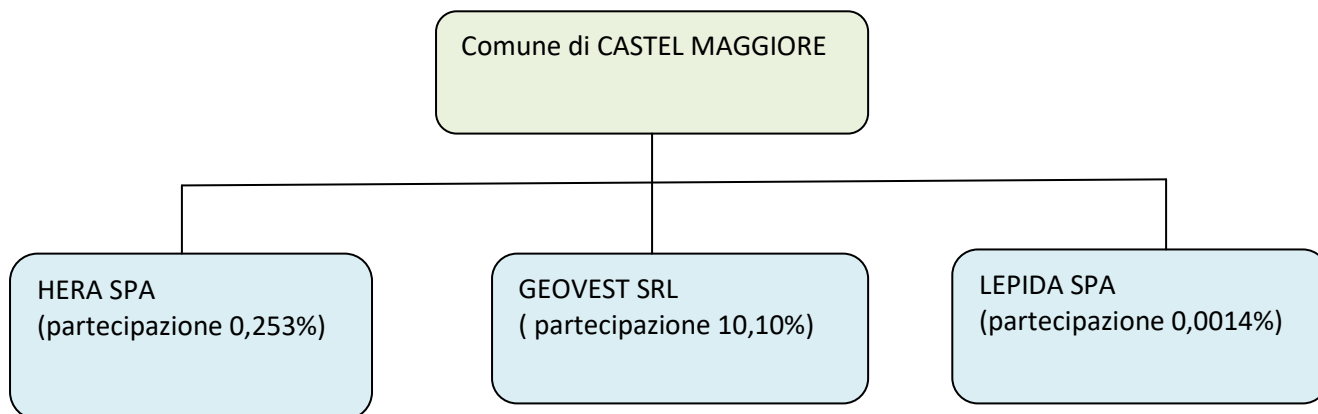 Comune di CASTEL MAGGIORE
HERA SPA
(partecipazione 0,253%)
GEOVEST SRL
( partecipazione 10,10%)
LEPIDA SPA
(partecipazione 0,0014%)